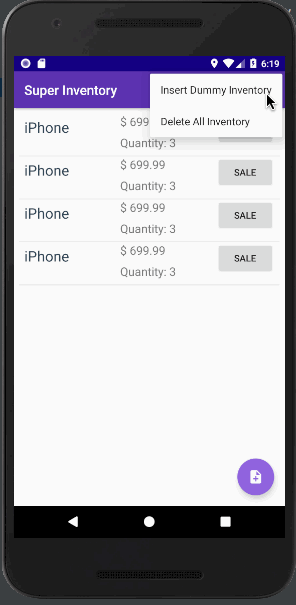 6:19
Super Inventory
Insert Dummy Inventory
Delete All Inventory
iPhone
$ 699
Quantity: 3
iPhone
$ 699.99
Quantity: 3
SALE
iPhone
$ 699.99
Quantity: 3
SALE
iPhone
$ 699.99
Quantity: 3
SALE